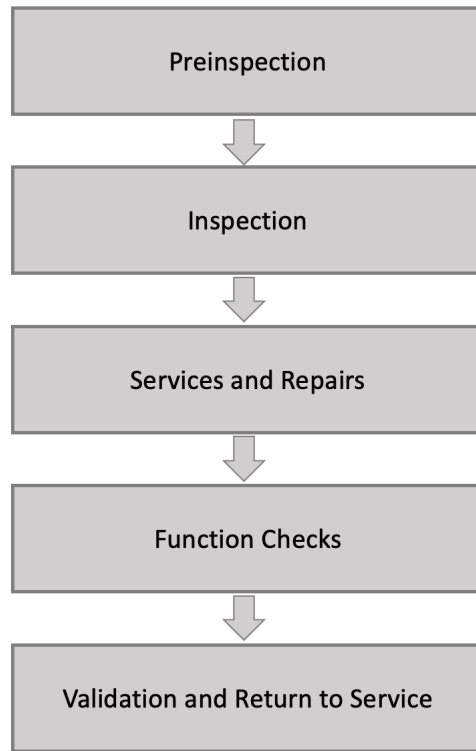 Preinspection
Inspection
Services and Repairs
Function Checks
Validation and Return to Service